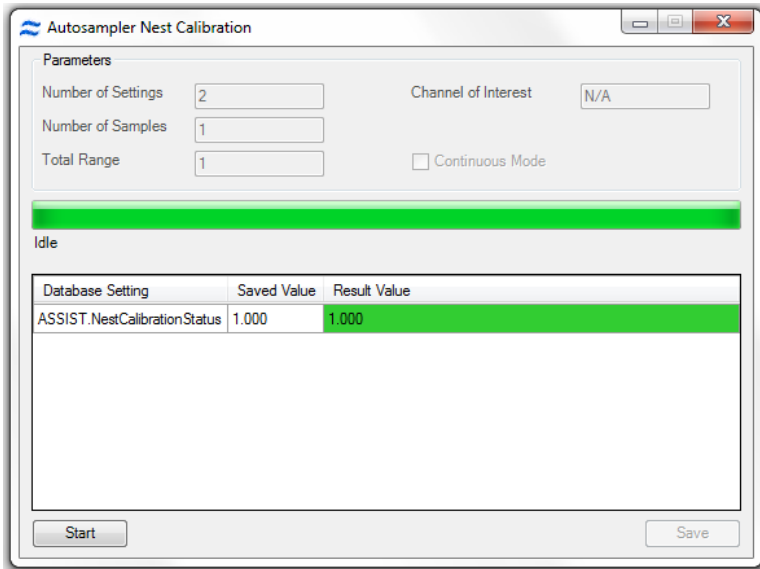 Autosampler Nest Calibration
Parameters
Number of Settings 2 Channel of Interest N/A
Number of Samples 1
Total Range 1 Continuous Mode
Idle
Database Setting Saved Value Result Value
ASSIST.NestCalibrationStatus 1.000 1.000
Start Save